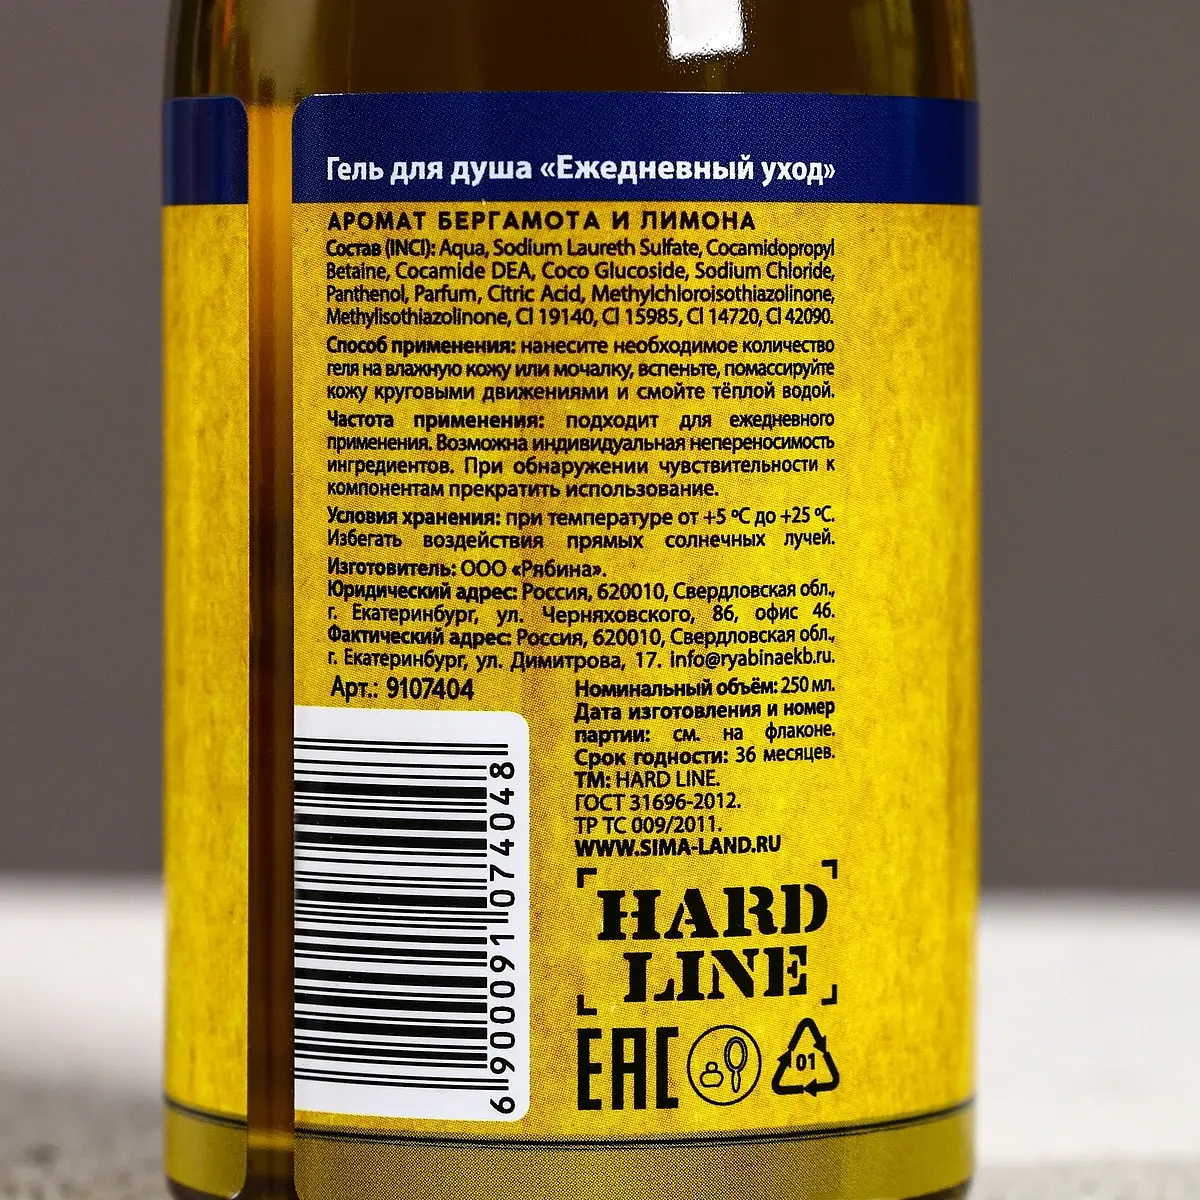 Гель для душа «Ежедневный уход»
АРОМАТ БЕРГАМОТА И ЛИМОНА
Состав (INCI): Aqua, Sodium Laureth Sulfate, Cocamidopropyl
Betaine, Cocamide DEA, Coco Glucoside, Sodium Chloride,
Panthenol, Parfum, Citric Acid, Methylchloroisothiazolinone,
Methylisothiazolinone, CI 19140, CI 15985, CI 14720, CI 42090.
Способ применения: нанесите необходимое количество
геля на влажную кожу или мочалку, вспеньте, помассируйте
кожу круговыми движениями и смойте тёплой водой.
Частота применения: подходит для ежедневного
применения. Возможна индивидуальная непереносимость
ингредиентов. При обнаружении чувствительности к
компонентам прекратить использование.
Условия хранения: при температуре от +5 ºС до +25 ºС.
Избегать воздействия прямых солнечных лучей.
Изготовитель: ООО «Рябина».
Юридический адрес: Россия, 620010, Свердловская обл.,
г. Екатеринбург, ул. Черняховского, 86, офис 46.
Фактический адрес: Россия, 620010, Свердловская обл.,
г. Екатеринбург, ул. Димитрова, 17. info@ryabinaekb.ru.
Арт.: 9107404
Номинальный объём: 250 мл.
Дата изготовления и номер
партии: см. на флаконе.
Срок годности: 36 месяцев.
ТМ: HARD LINE.
ГОСТ 31696-2012.
ТР ТС 009/2011.
WWW.SIMA-LAND.RU
6 900091 074048
HARD
LINE
EAC
01